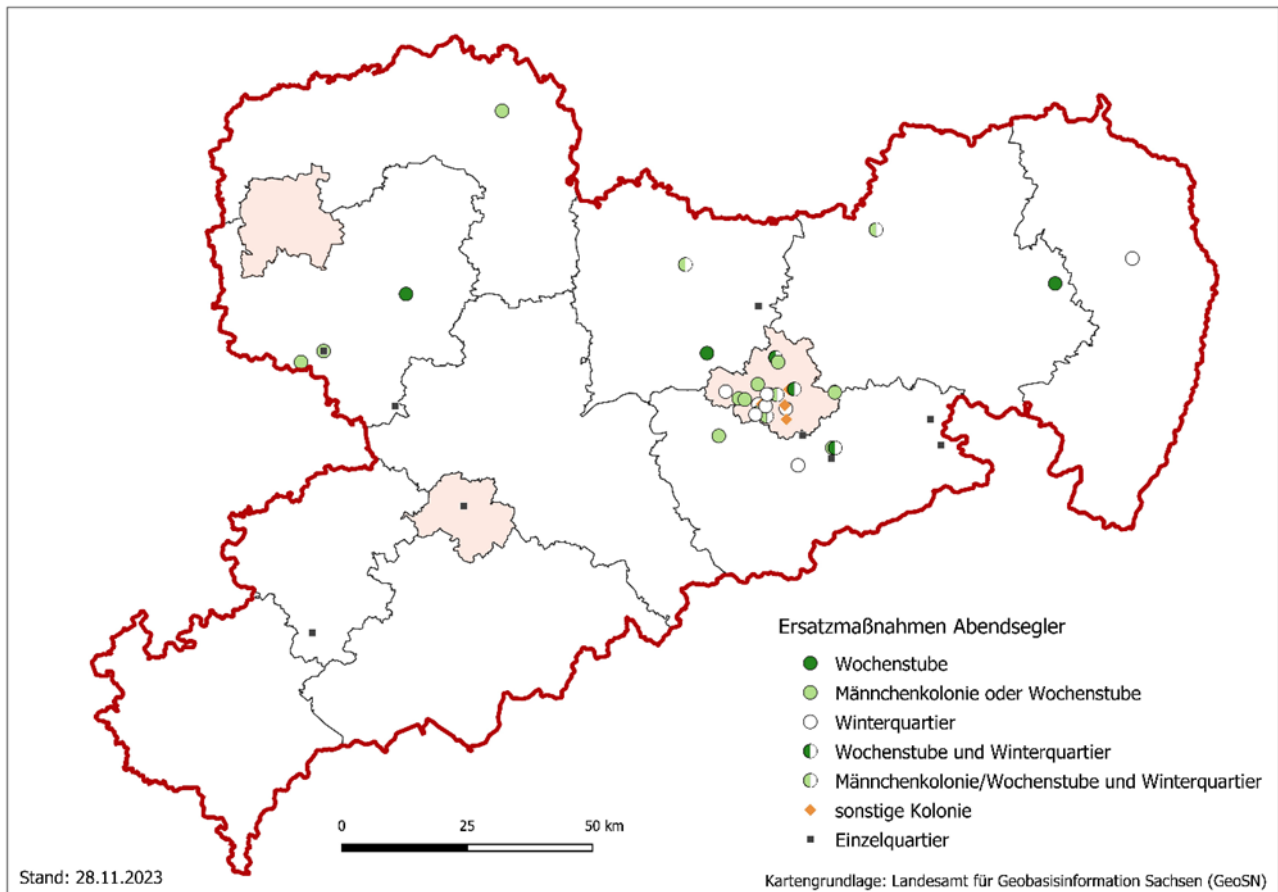 Ersatzmaßnahmen Abendsegler
Wochenstube
Männchenkolonie oder Wochenstube
Winterquartier
Wochenstube und Winterquartier
Männchenkolonie/Wochenstube und Winterquartier
sonstige Kolonie
Einzelquartier
0 25 50 km
Stand: 28.11.2023
Kartengrundlage: Landesamt für Geobasisinformation Sachsen (GeoSN)